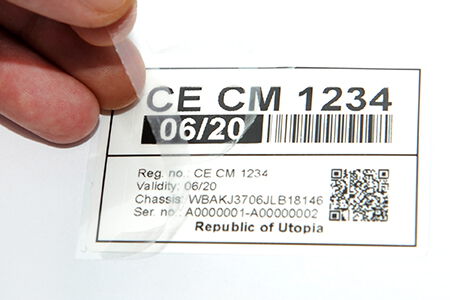 CE CM 1234
06/20
Reg. no.: CE CM 1234
Validity: 06/20
Chassis: WBAKJ3706JLB18146
Ser. no.: A0000001-A00000002
Republic of Utopia